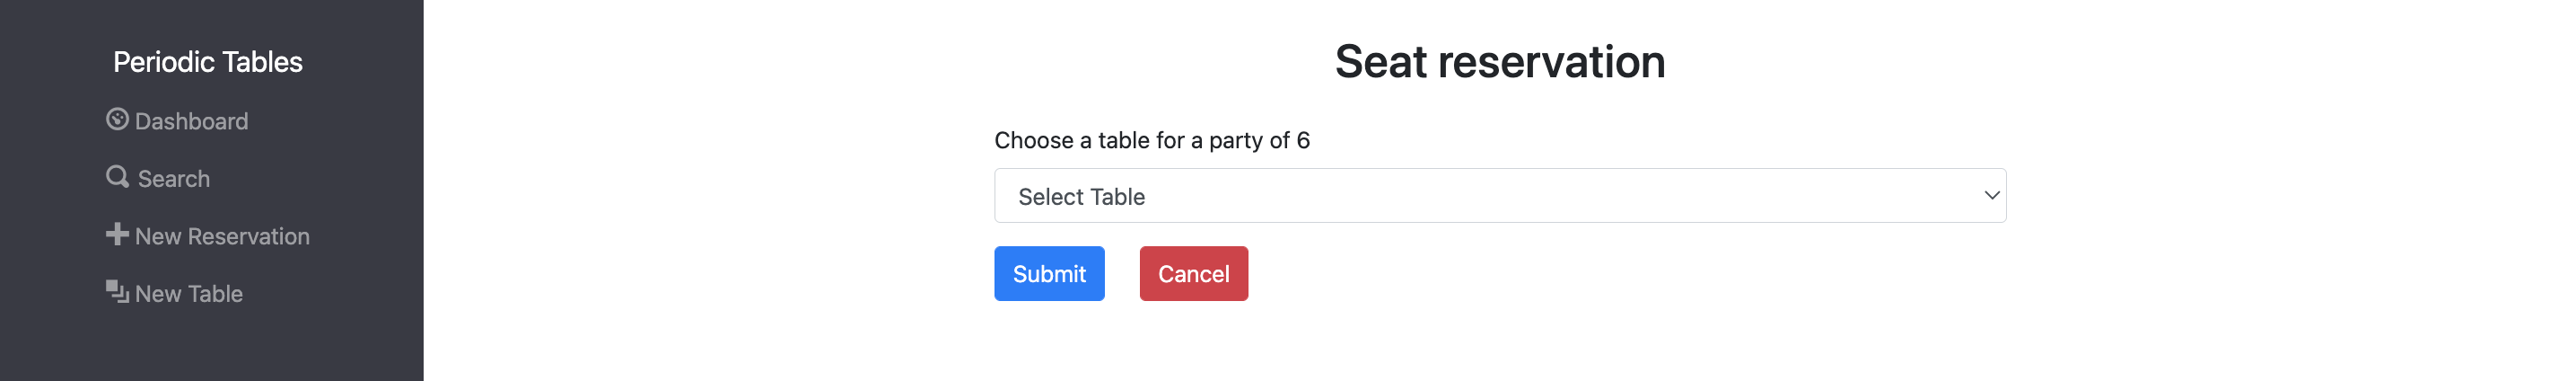 Periodic Tables
Dashboard
Search
New Reservation
New Table
Seat reservation
Choose a table for a party of 6
Select Table
Submit
Cancel